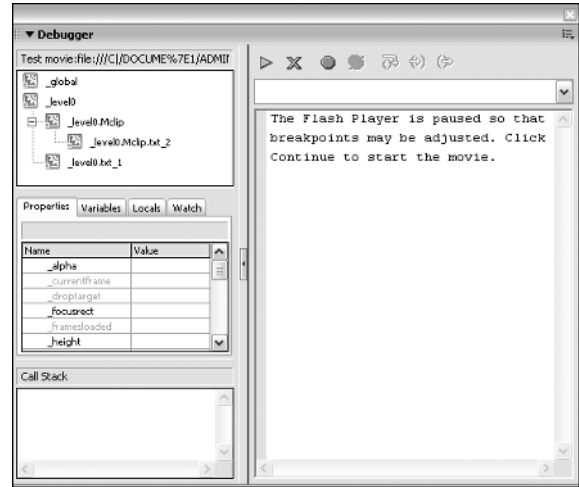 Debugger
Test movie:file:///C|/DOCUME%7E1/ADMIN
_global
_level0
_level0.Mclip
_level0.Mclip.txt_2
_level0.txt_1
Properties Variables Locals Watch
Name Value
_alpha
_currentframe
_droptarget
_focusrect
_framesloaded
_height
Call Stack
The Flash Player is paused so that
breakpoints may be adjusted. Click
Continue to start the movie.